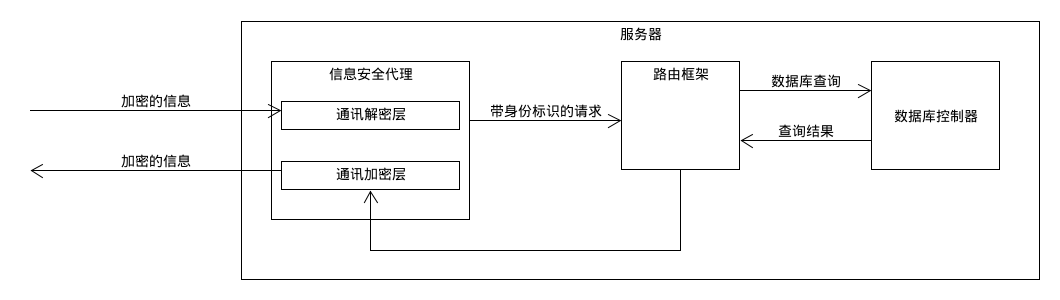 服务器
信息安全代理
路由框架
加密的信息
通讯解密层
带身份标识的请求
数据库查询
数据库控制器
查询结果
加密的信息
通讯加密层